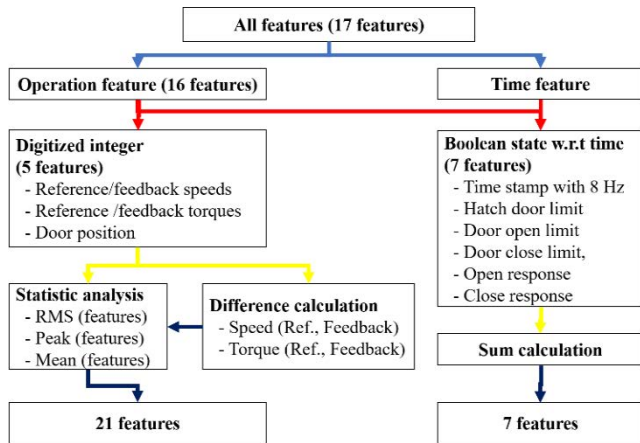 All features (17 features)
Operation feature (16 features)
Time feature
Digitized integer
(5 features)
- Reference/feedback speeds
- Reference /feedback torques
- Door position
Boolean state w.r.t time
(7 features)
- Time stamp with 8 Hz
- Hatch door limit
- Door open limit
- Door close limit,
- Open response
- Close response
Statistic analysis
- RMS (features)
- Peak (features)
- Mean (features)
Difference calculation
- Speed (Ref., Feedback)
- Torque (Ref., Feedback)
Sum calculation
21 features
7 features